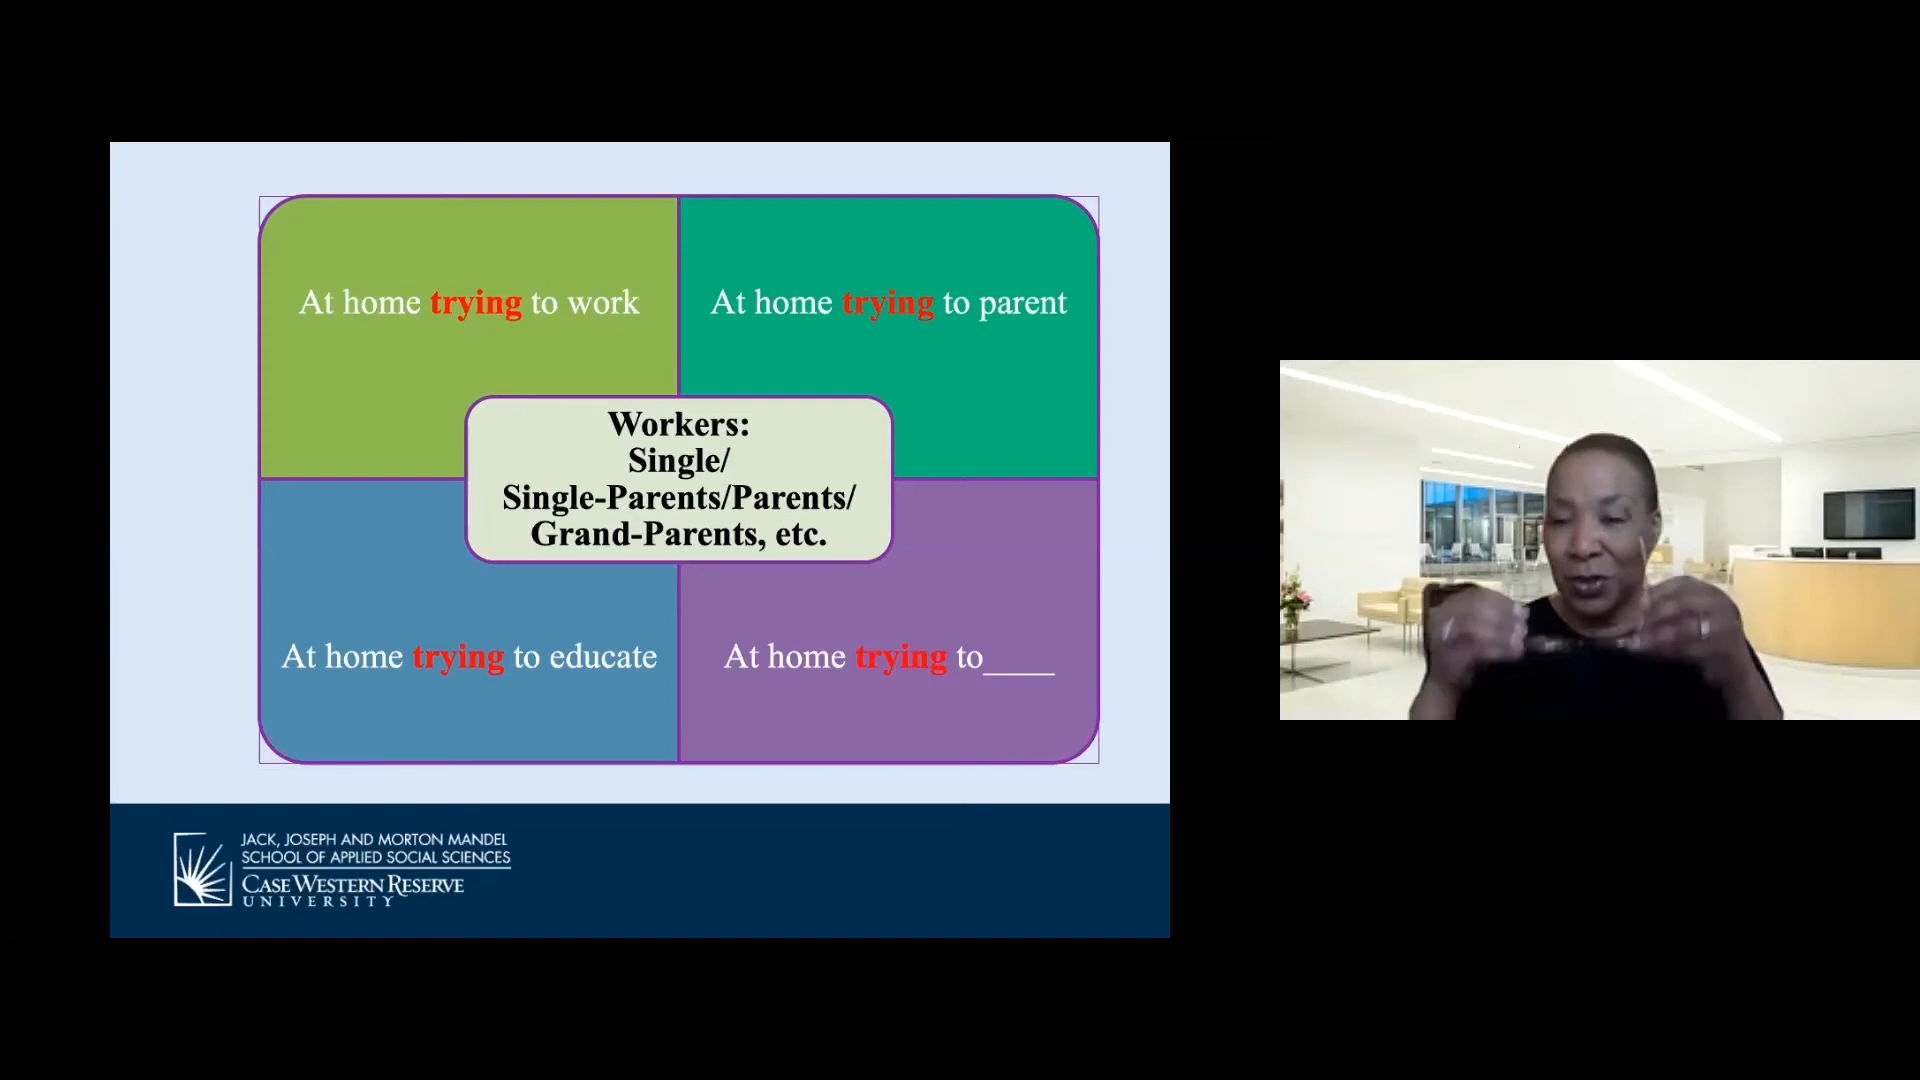 At home trying to work
At home trying to parent
Workers:
Single/
Single-Parents/Parents/
Grand-Parents, etc.
At home trying to educate
At home trying to_____
JACK, JOSEPH AND MORTON MANDEL
SCHOOL OF APPLIED SOCIAL SCIENCES
CASE WESTERN RESERVE
UNIVERSITY